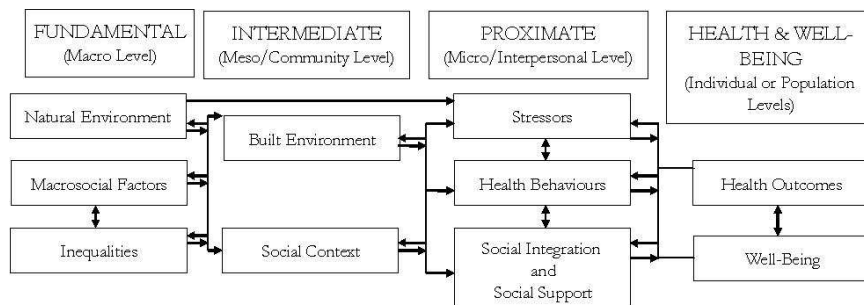 FUNDAMENTAL
(Macro Level)
INTERMEDIATE
(Meso/Community Level)
PROXIMATE
(Micro/Interpersonal Level)
HEALTH & WELL-
BEING
(Individual or Population
Levels)
Natural Environment
Macrosocial Factors
Inequalities
Built Environment
Social Context
Stressors
Health Behaviours
Social Integration
and
Social Support
Health Outcomes
Well-Being